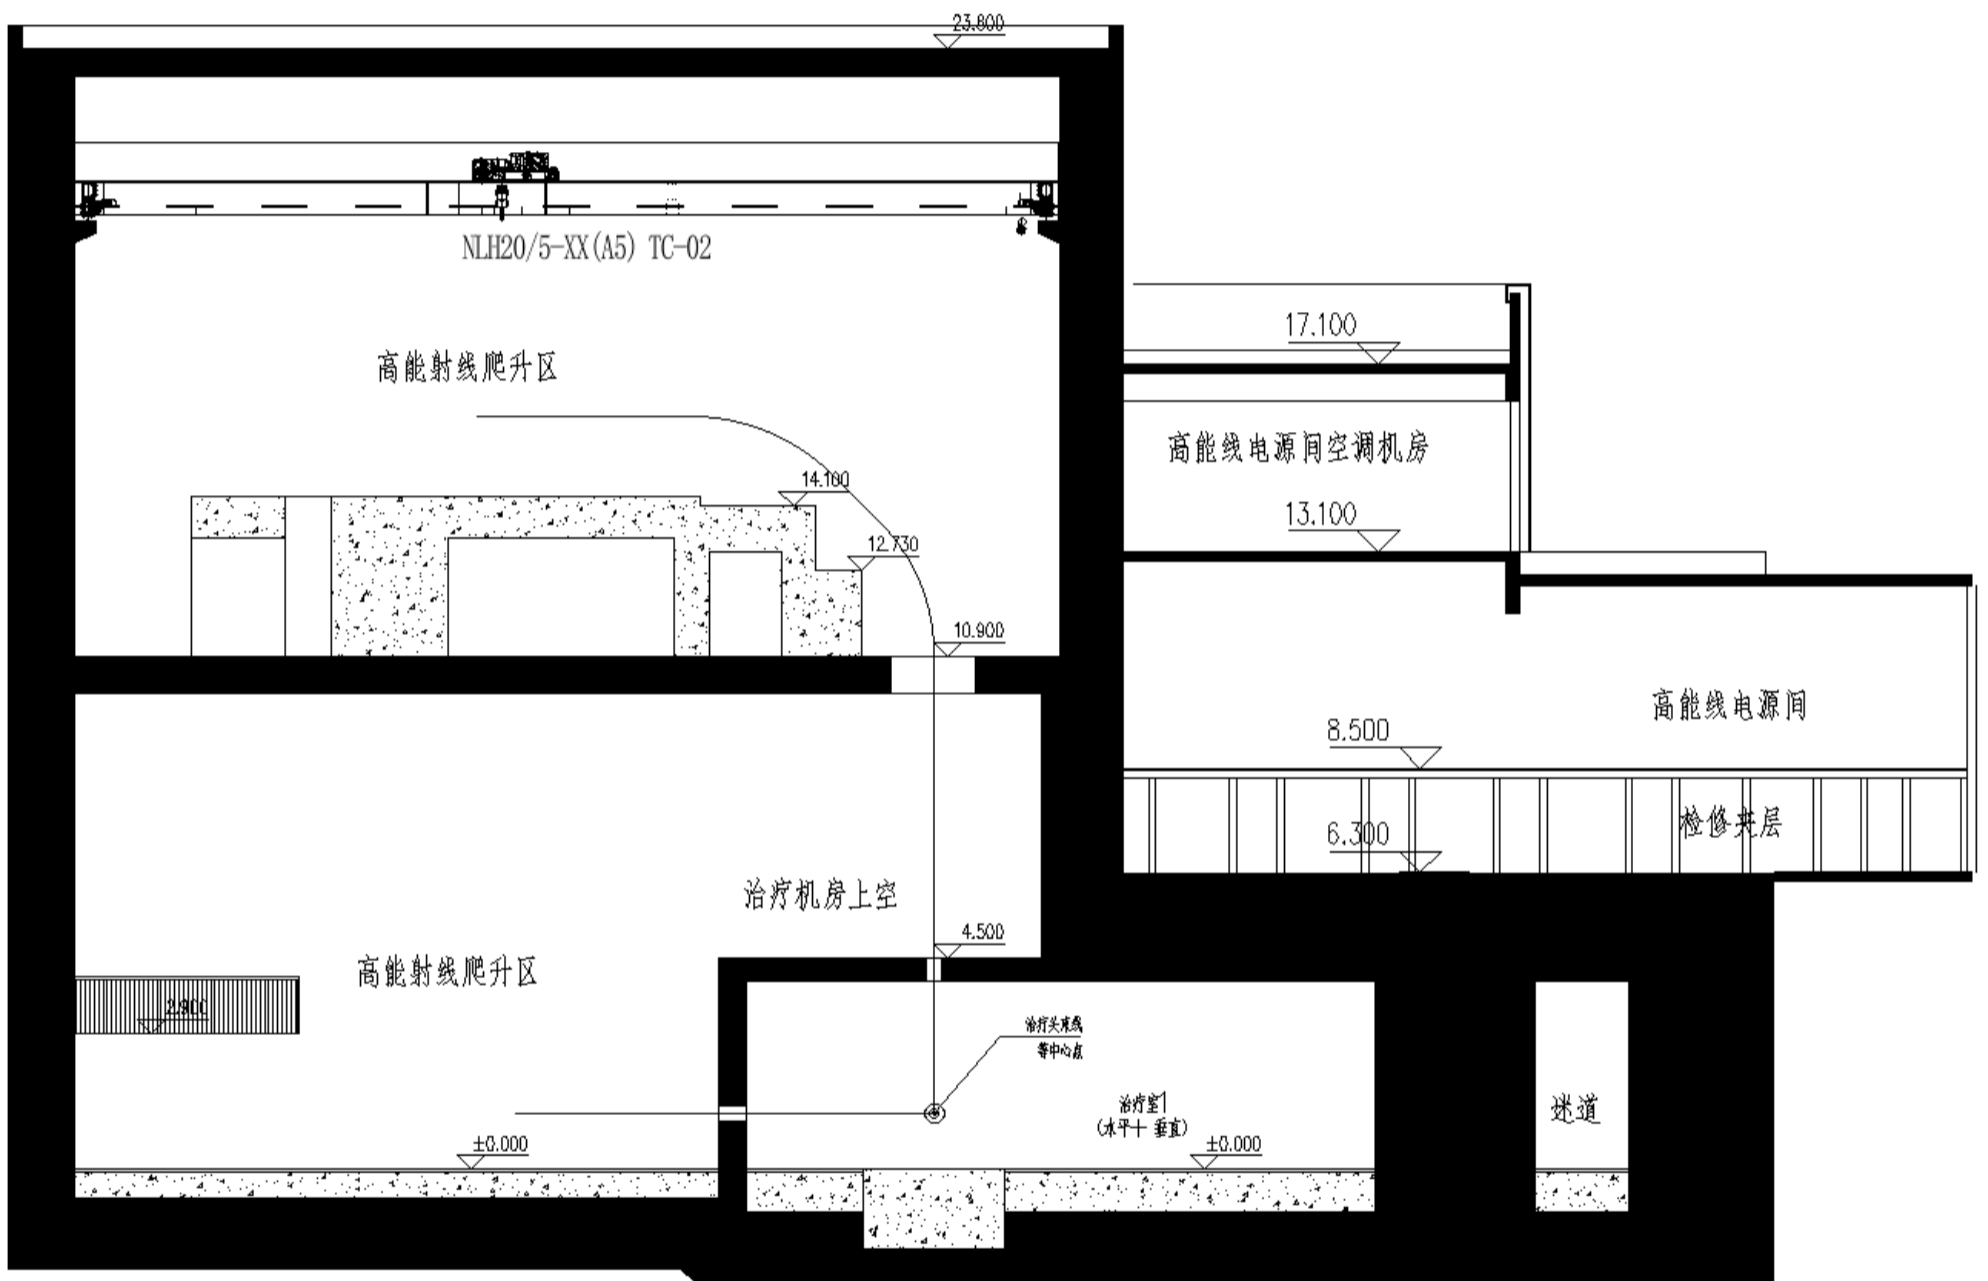 23.800
NLH20/5-XX(A5) TC-02
17.100
高能射线爬升区
高能线电源间空调机房
14.100
13.100
12.730
10.900
高能线电源间
8.500
检修夹层
6.300
治疗机房上空
4.500
高能射线爬升区
2.900
治疗头束线
等中心点
治疗室1
(水平+ 垂直)
迷道
±0.000
±0.000